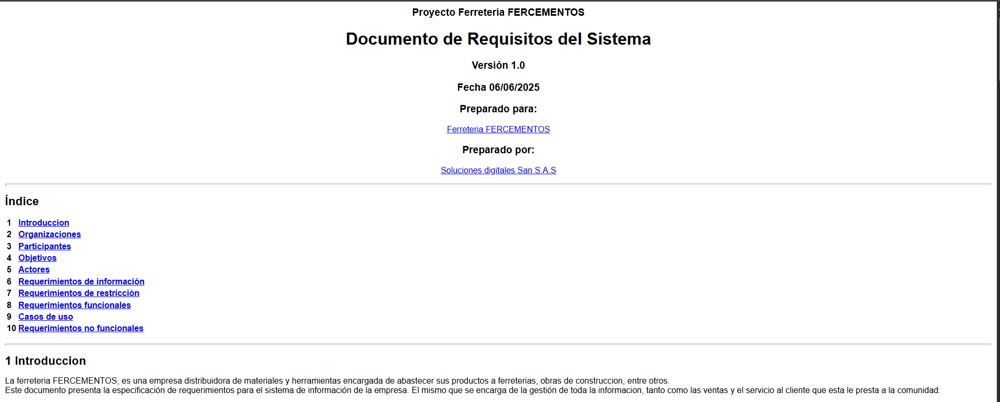 Proyecto Ferreteria FERCEMENTOS
Documento de Requisitos del Sistema
Versión 1.0
Fecha 06/06/2025
Preparado para:
Ferreteria FERCEMENTOS
Preparado por:
Soluciones digitales San S.A.S
Índice
1 Introduccion
2 Organizaciones
3 Participantes
4 Objetivos
5 Actores
6 Requerimientos de información
7 Requerimientos de restricción
8 Requerimientos funcionales
9 Casos de uso
10 Requerimientos no funcionales
1 Introduccion
La ferreteria FERCEMENTOS, es una empresa distribuidora de materiales y herramientas encargada de abastecer sus productos a ferreterias, obras de construccion, entre otros.
Este documento presenta la especificación de requerimientos para el sistema de información de la empresa. El mismo que se encarga de la gestión de toda la informacion, tanto como las ventas y el servicio al cliente que esta le presta a la comunidad.